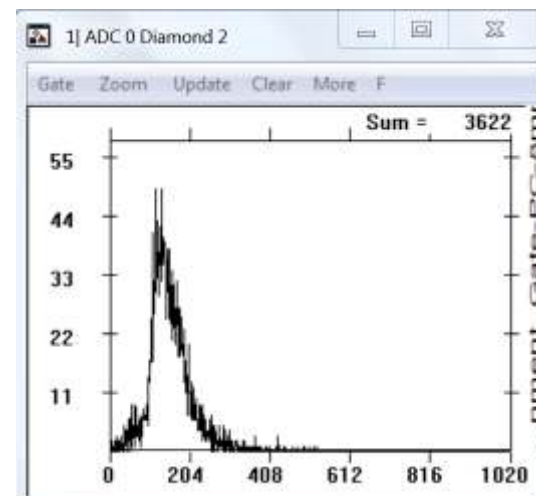 1| ADC 0 Diamond 2
Gate Zoom Update Clear More F
Sum = 3622
55
44
33
22
11
0 204 408 612 816 1020